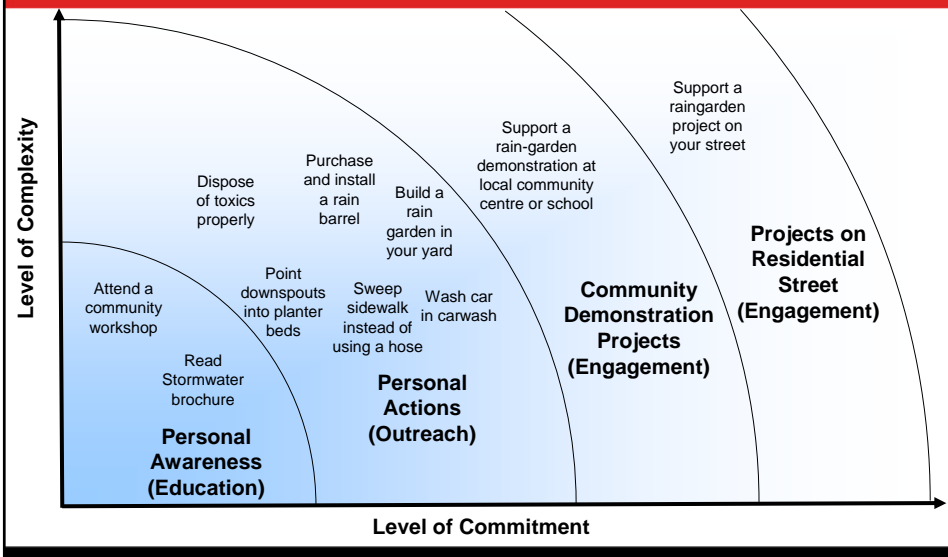 Level of Complexity
Support a
raingarden
project on
your street
Support a
rain-garden
demonstration at
local community
centre or school
Purchase
and install
a rain
barrel
Dispose
of toxics
properly
Build a
rain
garden in
your yard
Projects on
Residential
Street
(Engagement)
Attend a
community
workshop
Point
downspouts
into planter
beds
Sweep
sidewalk
instead of
using a hose
Wash car
in carwash
Community
Demonstration
Projects
(Engagement)
Read
Stormwater
brochure
Personal
Actions
(Outreach)
Personal
Awareness
(Education)
Level of Commitment